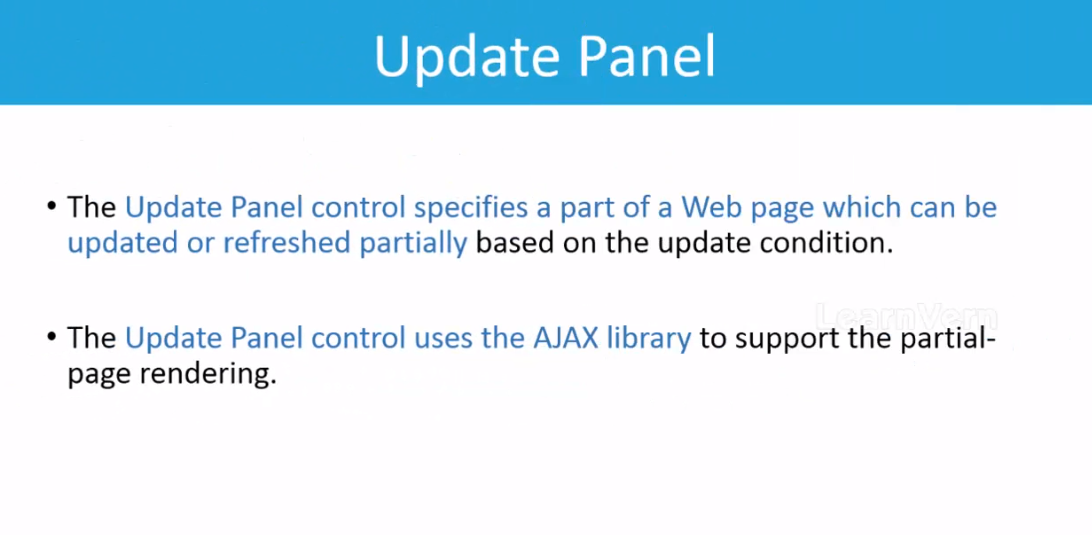 Update Panel
• The Update Panel control specifies a part of a Web page which can be
updated or refreshed partially based on the update condition.
LearnVern
• The Update Panel control uses the AJAX library to support the partial-
page rendering.